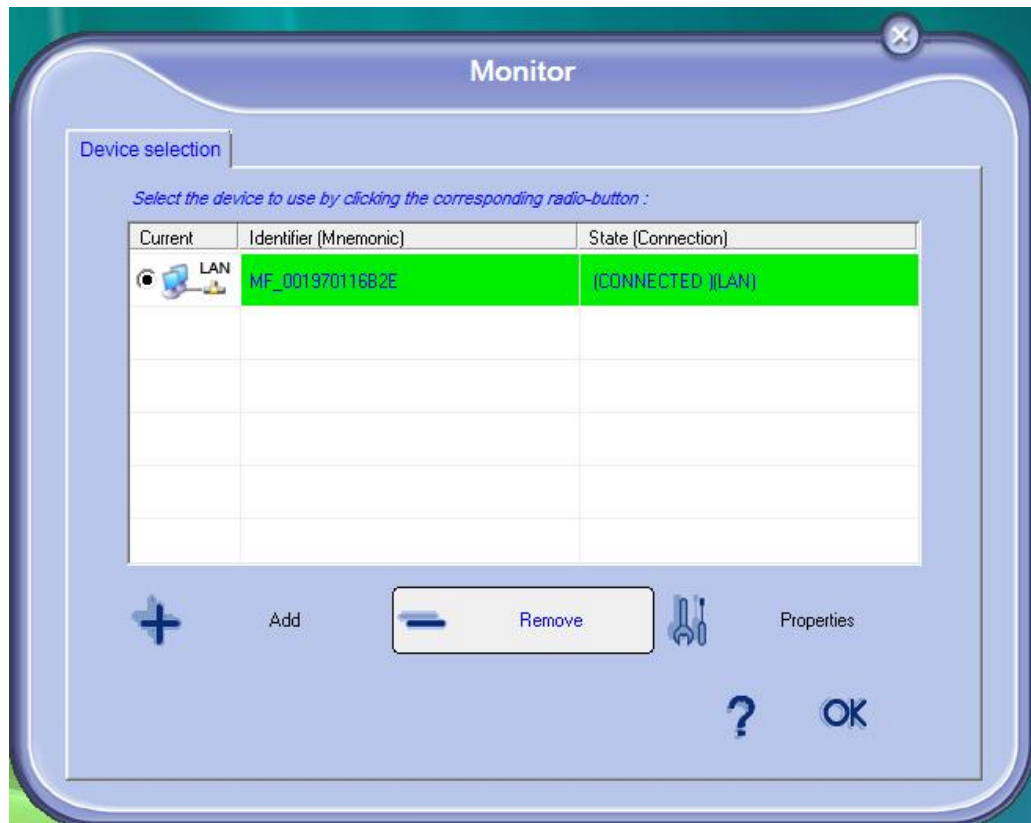 Monitor
Device selection
Select the device to use by clicking the corresponding radio-button :
Current Identifier (Mnemonic) State (Connection)
LAN MF_001970116B2E (CONNECTED )(LAN)
Add Remove Properties
? OK